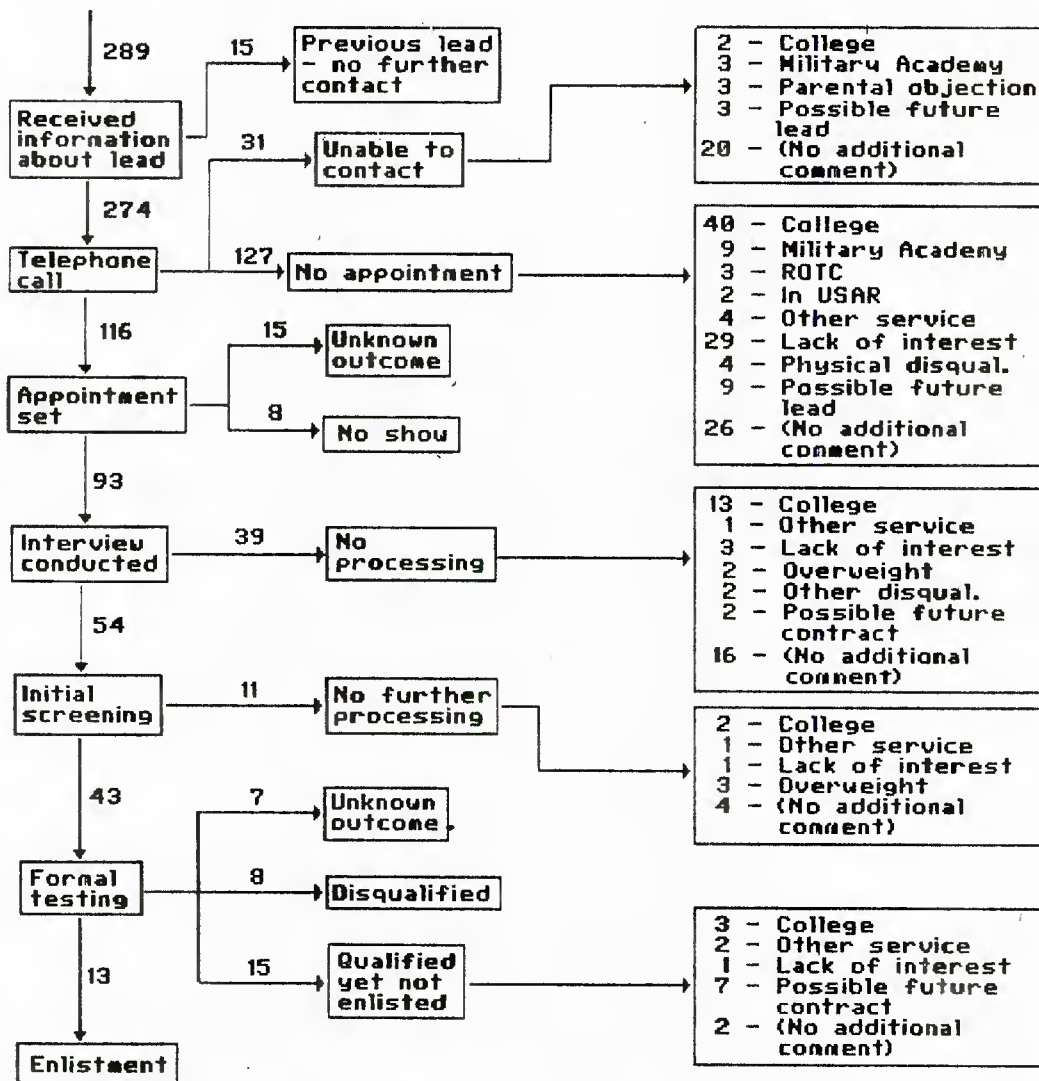 289
15
Previous lead
- no further
contact
Received
information
about lead
31
Unable to
contact
2 - College
3 - Military Academy
3 - Parental objection
3 - Possible future
lead
20 - (No additional
comment)
274
Telephone
call
127
No appointment
40 - College
9 - Military Academy
3 - ROTC
2 - In USAR
4 - Other service
29 - Lack of interest
4 - Physical disqual.
9 - Possible future
lead
26 - (No additional
comment)
116
15
Unknown
outcome
Appointment
set
8
No show
93
Interview
conducted
39
No
processing
13 - College
1 - Other service
3 - Lack of interest
2 - Overweight
2 - Other disqual.
2 - Possible future
contract
16 - (No additional
comment)
54
Initial
screening
11
No further
processing
2 - College
1 - Other service
1 - Lack of interest
3 - Overweight
4 - (No additional
comment)
43
7
Unknown
outcome
Formal
testing
8
Disqualified
15
Qualified
yet not
enlisted
3 - College
2 - Other service
1 - Lack of interest
7 - Possible future
contract
2 - (No additional
comment)
13
Enlistment